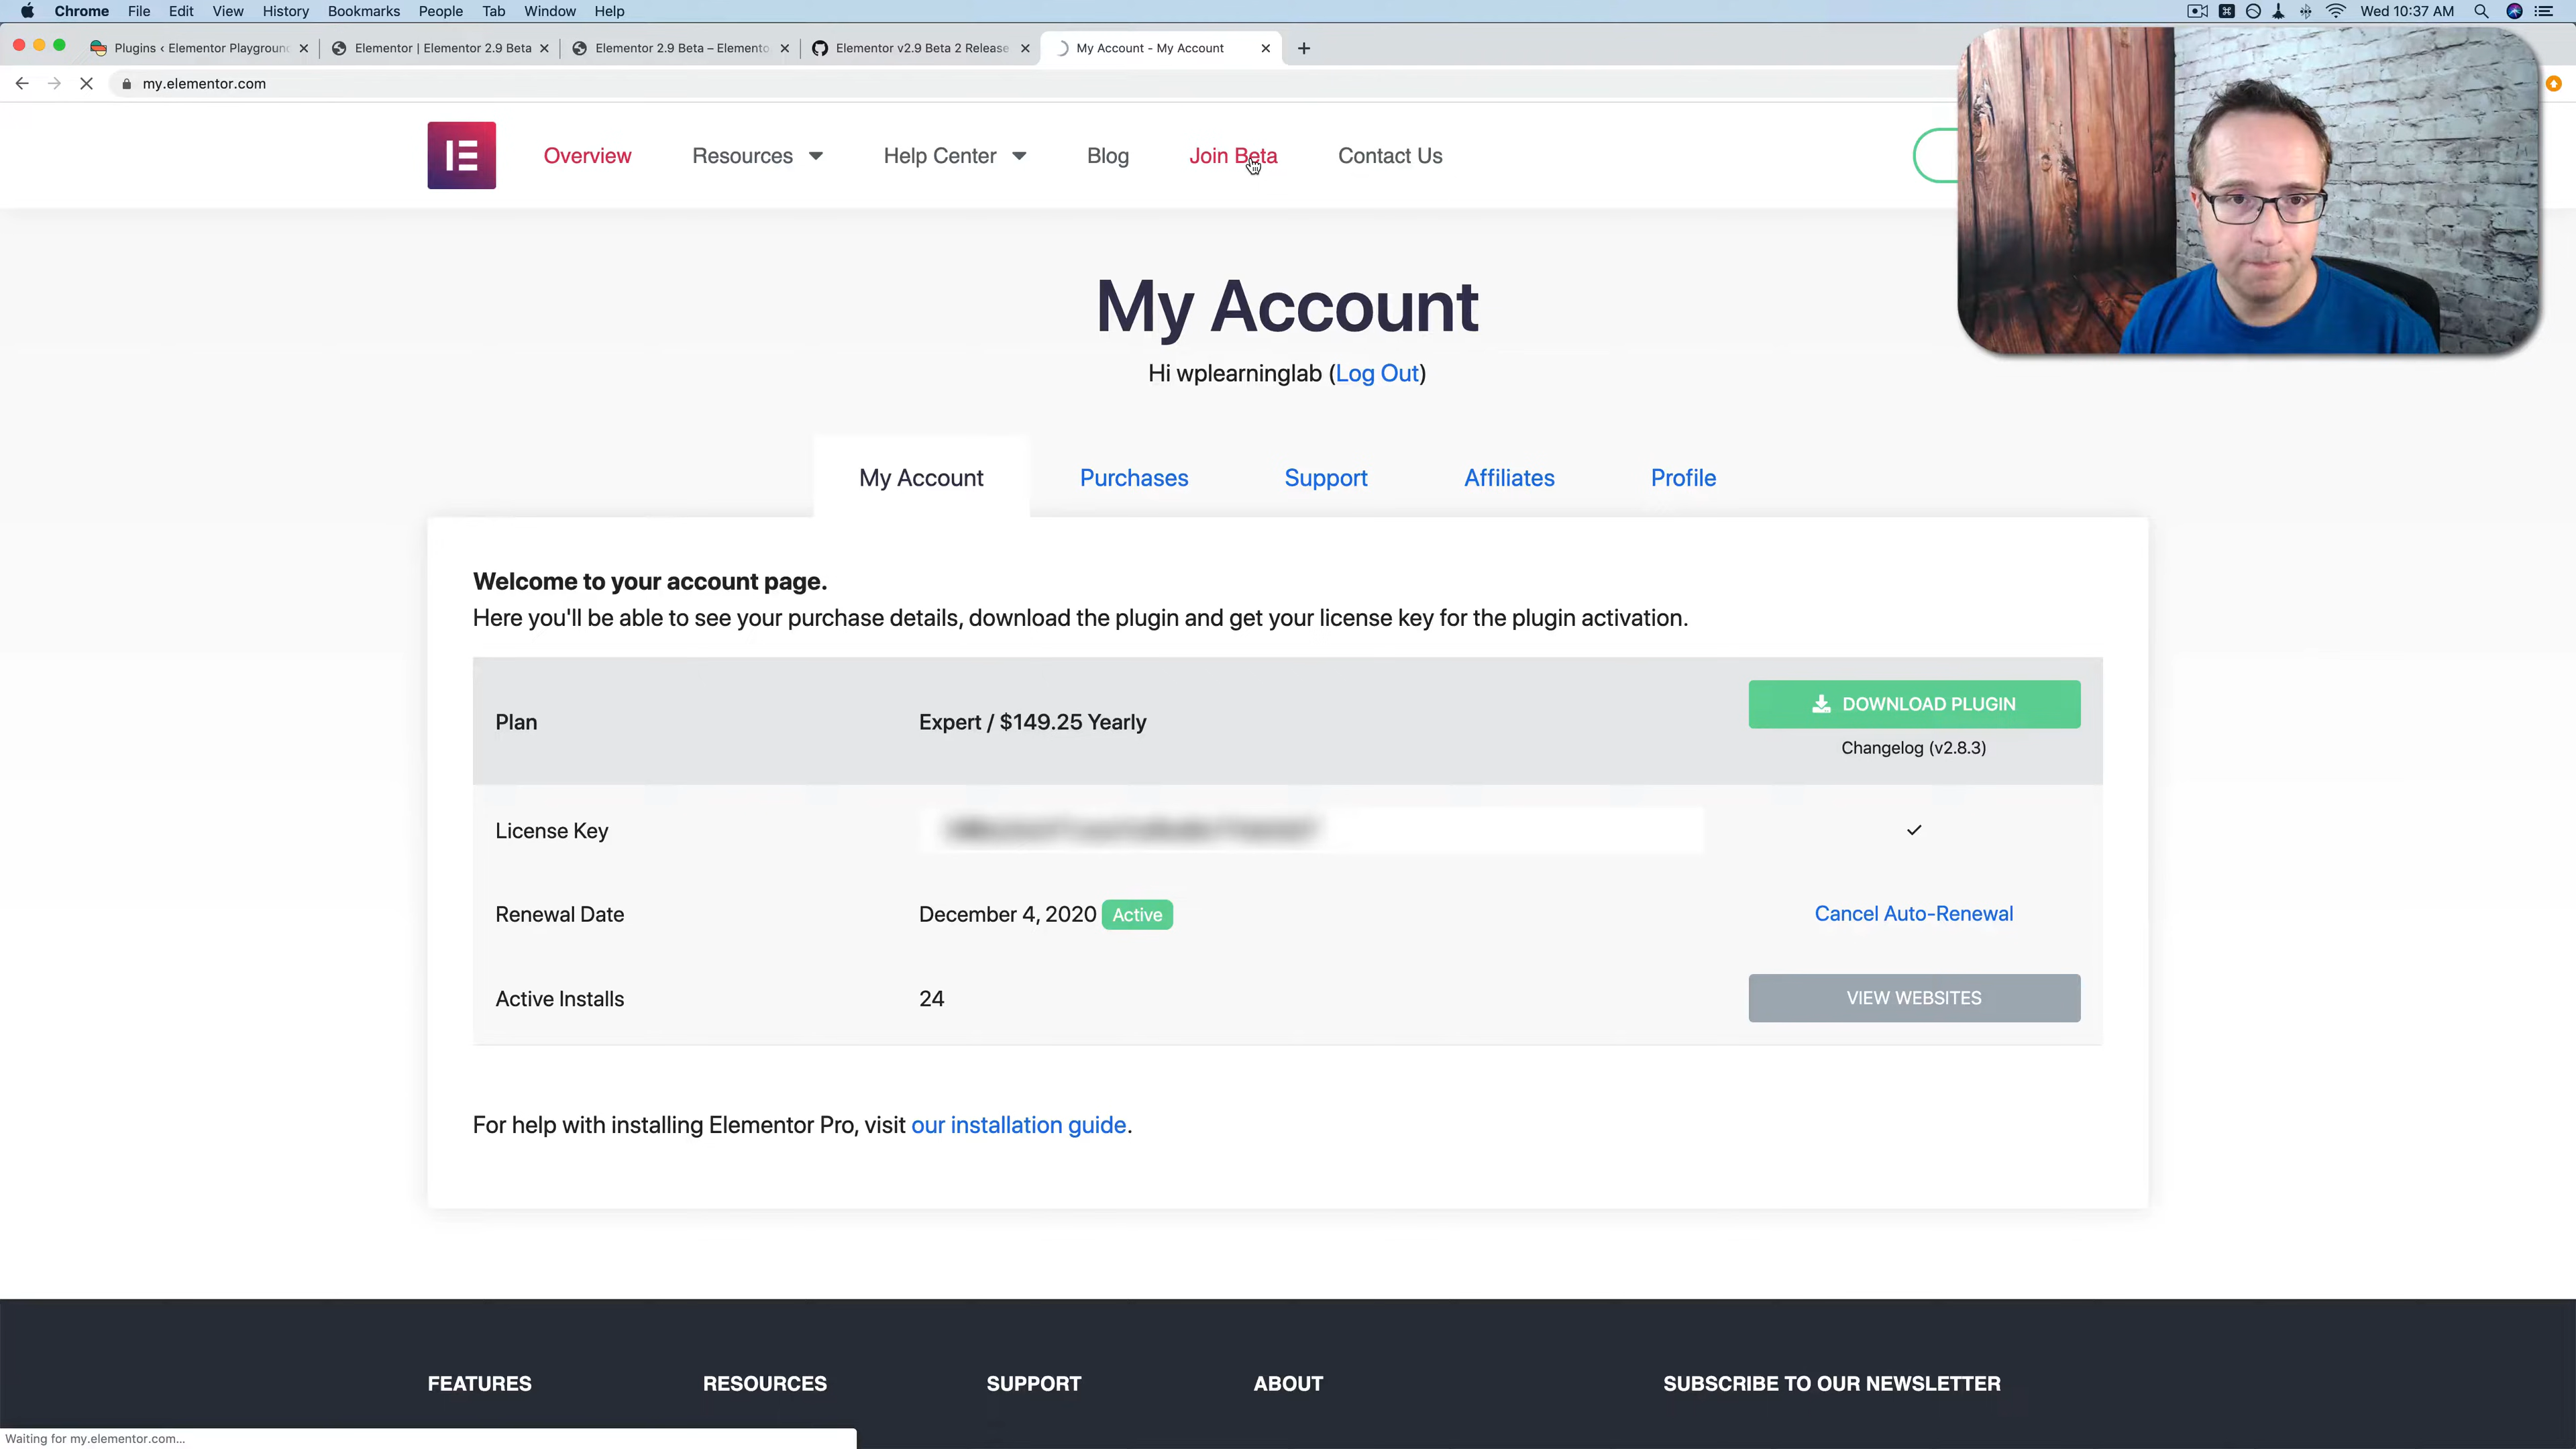 Chrome File Edit View History Bookmarks People Tab Window Help Wed 10:37 AM
Plugins ‹ Elementor Playground Elementor | Elementor 2.9 Beta Elementor 2.9 Beta – Elemento Elementor v2.9 Beta 2 Release My Account - My Account
my.elementor.com
Overview Resources Help Center Blog Join Beta Contact Us
My Account
Hi wplearninglab (Log Out)
My Account Purchases Support Affiliates Profile
Welcome to your account page.
Here you'll be able to see your purchase details, download the plugin and get your license key for the plugin activation.
Plan Expert / $149.25 Yearly DOWNLOAD PLUGIN
Changelog (v2.8.3)
License Key
Renewal Date December 4, 2020 Active Cancel Auto-Renewal
Active Installs 24 VIEW WEBSITES
For help with installing Elementor Pro, visit our installation guide.
FEATURES RESOURCES SUPPORT ABOUT SUBSCRIBE TO OUR NEWSLETTER
Waiting for my.elementor.com...